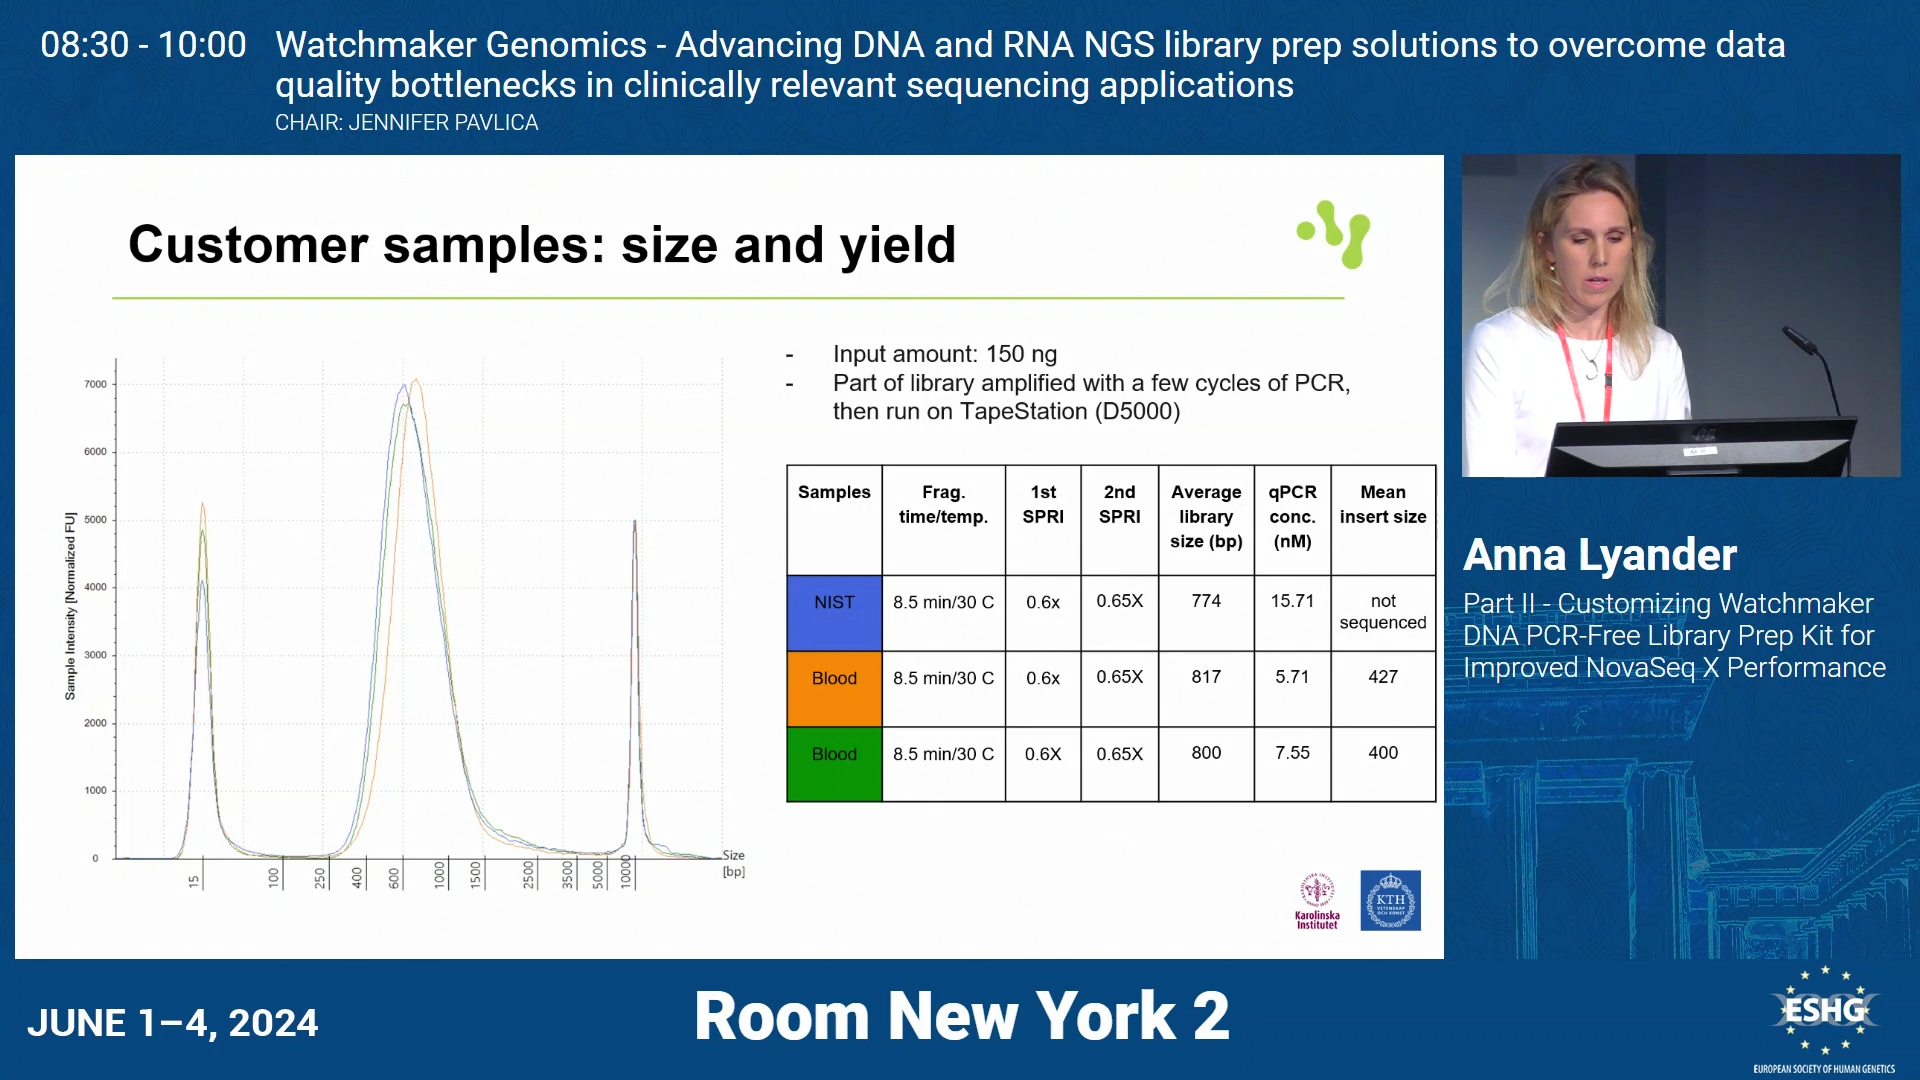 08:30 - 10:00
Watchmaker Genomics - Advancing DNA and RNA NGS library prep solutions to overcome data
quality bottlenecks in clinically relevant sequencing applications
CHAIR: JENNIFER PAVLICA
Customer samples: size and yield
- Input amount: 150 ng
- Part of library amplified with a few cycles of PCR,
then run on TapeStation (D5000)
Sample Intensity [Normalized FU]
7000
6000
5000
4000
3000
2000
1000
0
15 100 250 400 600 1000 1500 2500 3500 5000 10000
Size
[bp]
Samples Frag. time/temp. 1st SPRI 2nd SPRI Average library size (bp) qPCR conc. (nM) Mean insert size
NIST 8.5 min/30 C 0.6x 0.65X 774 15.71 not sequenced
Blood 8.5 min/30 C 0.6x 0.65X 817 5.71 427
Blood 8.5 min/30 C 0.6X 0.65X 800 7.55 400
Karolinska
Institutet
KTH
VETENSKAP
OCH KONST
Anna Lyander
Part II - Customizing Watchmaker
DNA PCR-Free Library Prep Kit for
Improved NovaSeq X Performance
JUNE 1–4, 2024
Room New York 2
ESHG
EUROPEAN SOCIETY OF HUMAN GENETICS